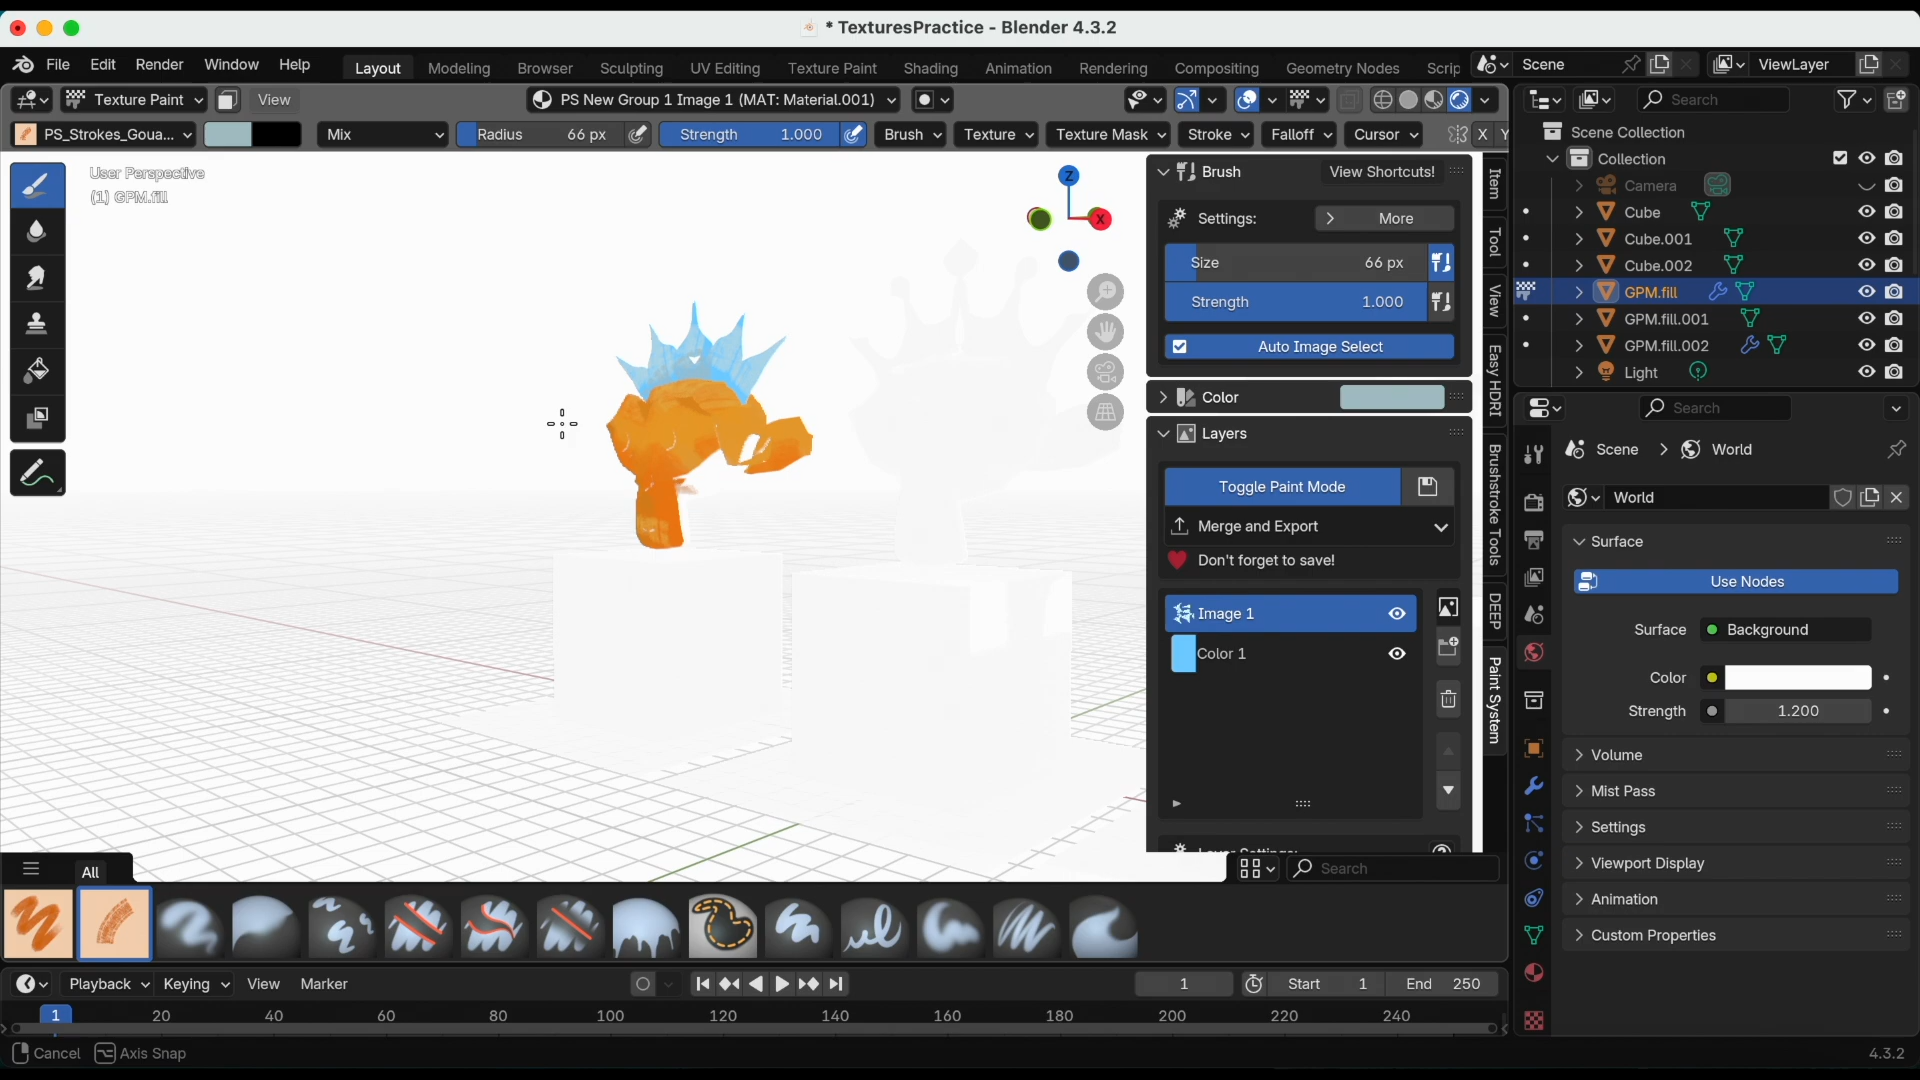 * TexturesPractice - Blender 4.3.2
File Edit Render Window Help Layout Modeling Browser Sculpting UV Editing Texture Paint Shading Animation Rendering Compositing Geometry Nodes Scrip Scene ViewLayer
Texture Paint View PS New Group 1 Image 1 (MAT: Material.001) Search
PS_Strokes_Goua... Mix Radius 66 px Strength 1.000 Brush Texture Texture Mask Stroke Falloff Cursor X Y
User Perspective
(1) GPM.fill
Z
X
Brush View Shortcuts!
Settings: More
Size 66 px
Strength 1.000
Auto Image Select
Color
Layers
Toggle Paint Mode
Merge and Export
Don't forget to save!
Image 1
Color 1
Item
Tool
View
Easy HDRI
Brushstroke Tools
DEEP
Paint System
Scene Collection
Collection
Camera
Cube
Cube.001
Cube.002
GPM.fill
GPM.fill.001
GPM.fill.002
Light
Search
Scene World
World
Surface
Use Nodes
Surface Background
Color
Strength 1.200
Volume
Mist Pass
Settings
Viewport Display
Animation
Custom Properties
All Search
Playback Keying View Marker 1 Start 1 End 250
1 20 40 60 80 100 120 140 160 180 200 220 240
Cancel Axis Snap 4.3.2